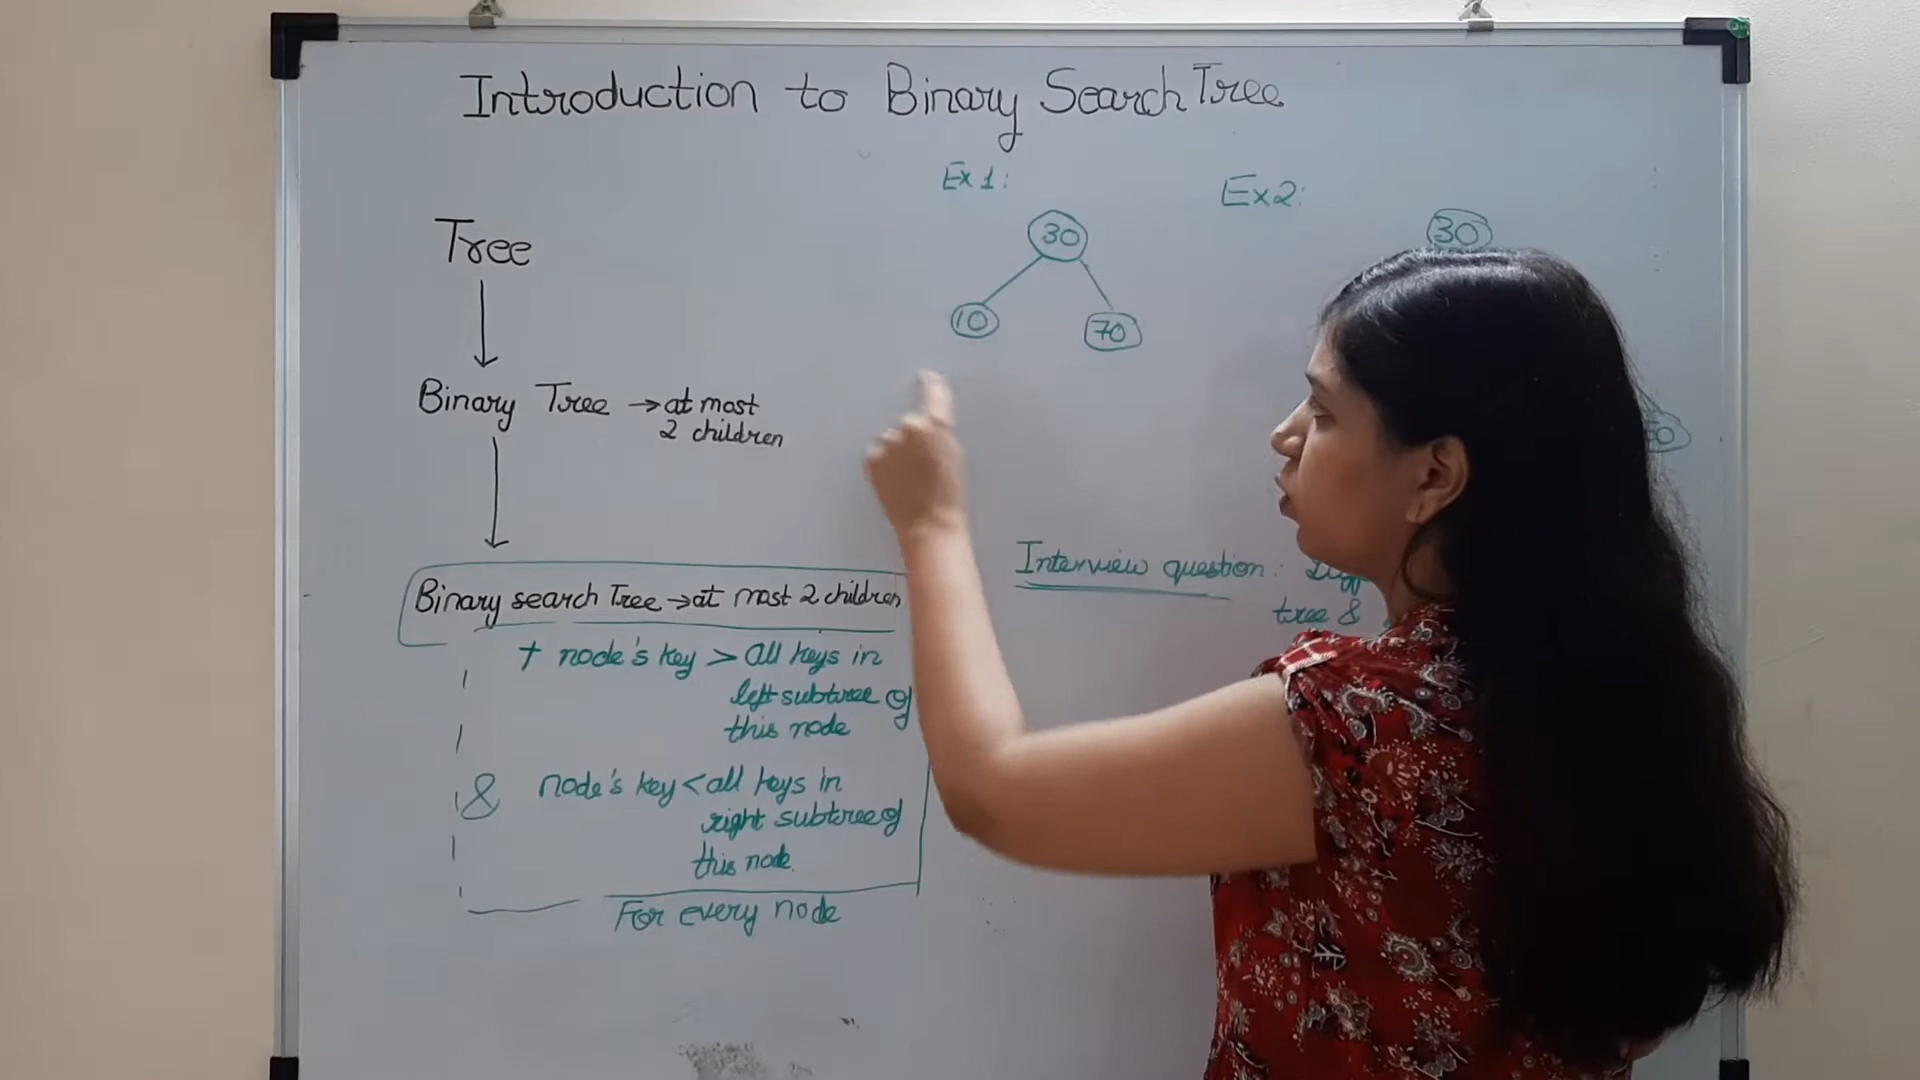 Introduction to Binary Search Tree
Tree
Binary Tree → at most
2 children
Binary search Tree → at most 2 children
+ node's key > all keys in
left subtree of
this node
& node's key < all keys in
right subtree of
this node.
For every node
Ex 1:
30
10
70
Ex2:
30
Interview question:
tree &